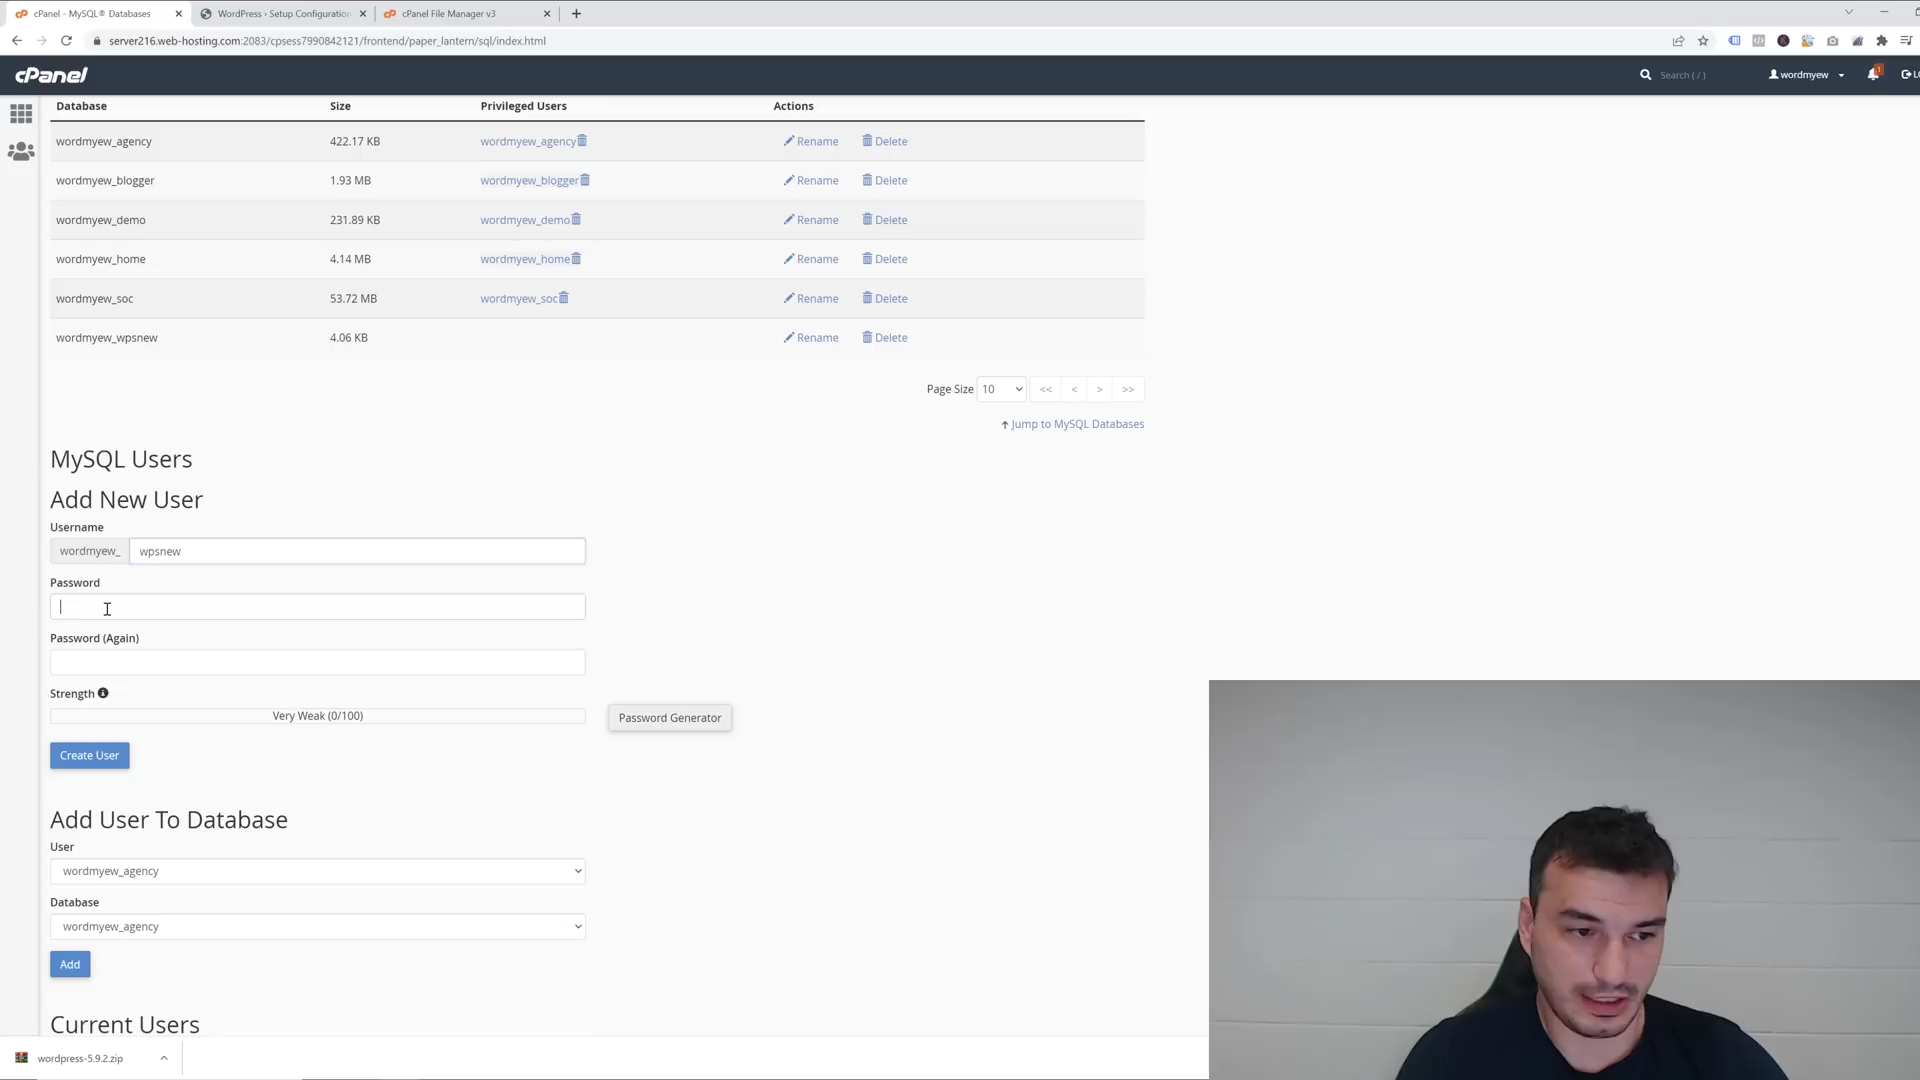 cPanel - MySQL® Databases
WordPress › Setup Configuration
cPanel File Manager v3
server216.web-hosting.com:2083/cpsess7990842121/frontend/paper_lantern/sql/index.html
cPanel
Search ( / )
wordmyew
1
LO
Database Size Privileged Users Actions
wordmyew_agency 422.17 KB wordmyew_agency Rename Delete
wordmyew_blogger 1.93 MB wordmyew_blogger Rename Delete
wordmyew_demo 231.89 KB wordmyew_demo Rename Delete
wordmyew_home 4.14 MB wordmyew_home Rename Delete
wordmyew_soc 53.72 MB wordmyew_soc Rename Delete
wordmyew_wpsnew 4.06 KB Rename Delete
Page Size 10 << < > >>
Jump to MySQL Databases
MySQL Users
Add New User
Username
wordmyew_ wpsnew
Password
Password (Again)
Strength
Very Weak (0/100)
Password Generator
Create User
Add User To Database
User
wordmyew_agency
Database
wordmyew_agency
Add
Current Users
wordpress-5.9.2.zip